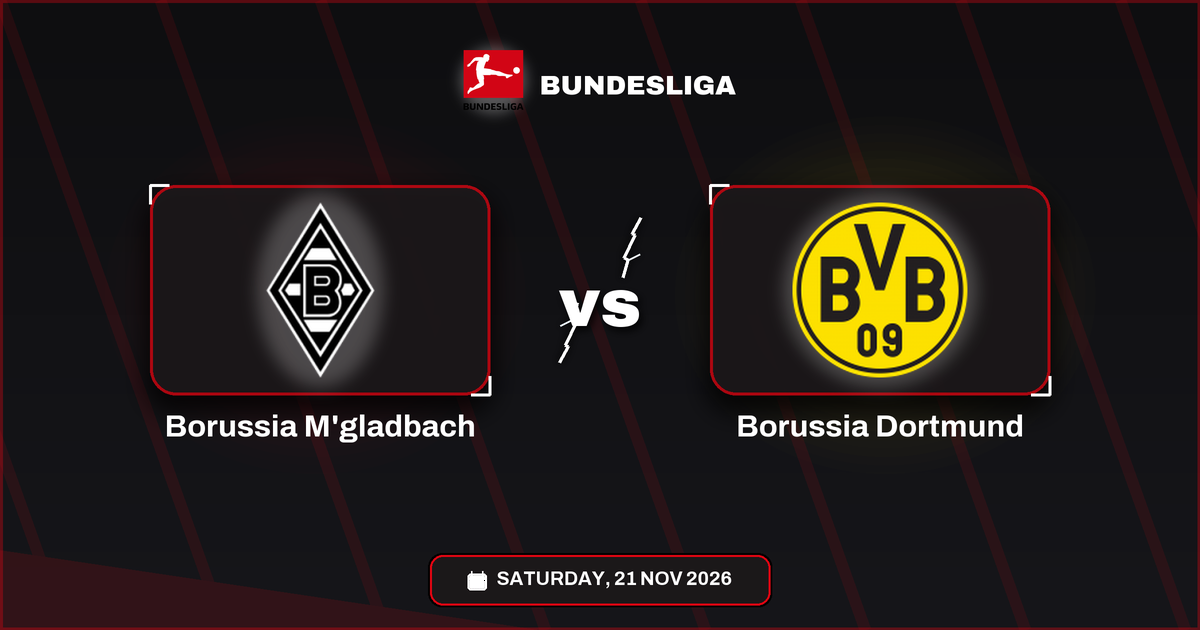 BUNDESLIGA
BUNDESLIGA
B
BVB
09
VS
Borussia M'gladbach
Borussia Dortmund
SATURDAY, 21 NOV 2026